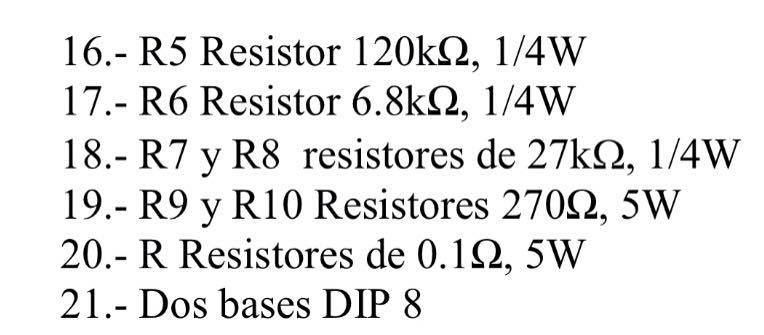 16.- R5 Resistor 120kΩ, 1/4W
17.- R6 Resistor 6.8kΩ, 1/4W
18.- R7 y R8 resistores de 27kΩ, 1/4W
19.- R9 y R10 Resistores 270Ω, 5W
20.- R Resistores de 0.1Ω, 5W
21.- Dos bases DIP 8